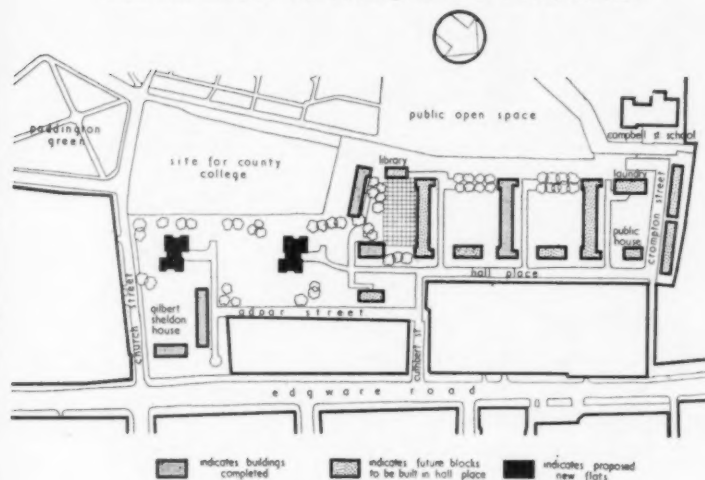 public open space
campbell st. school
paddington
green
site for county
college
library
laundry
public
house
crompton street
hall place
church street
gilbert
sheldon
house
adpar street
cuthbert st
edgware road
indicates buildings
completed
indicates future blocks
to be built in hall place
indicates proposed
new flats